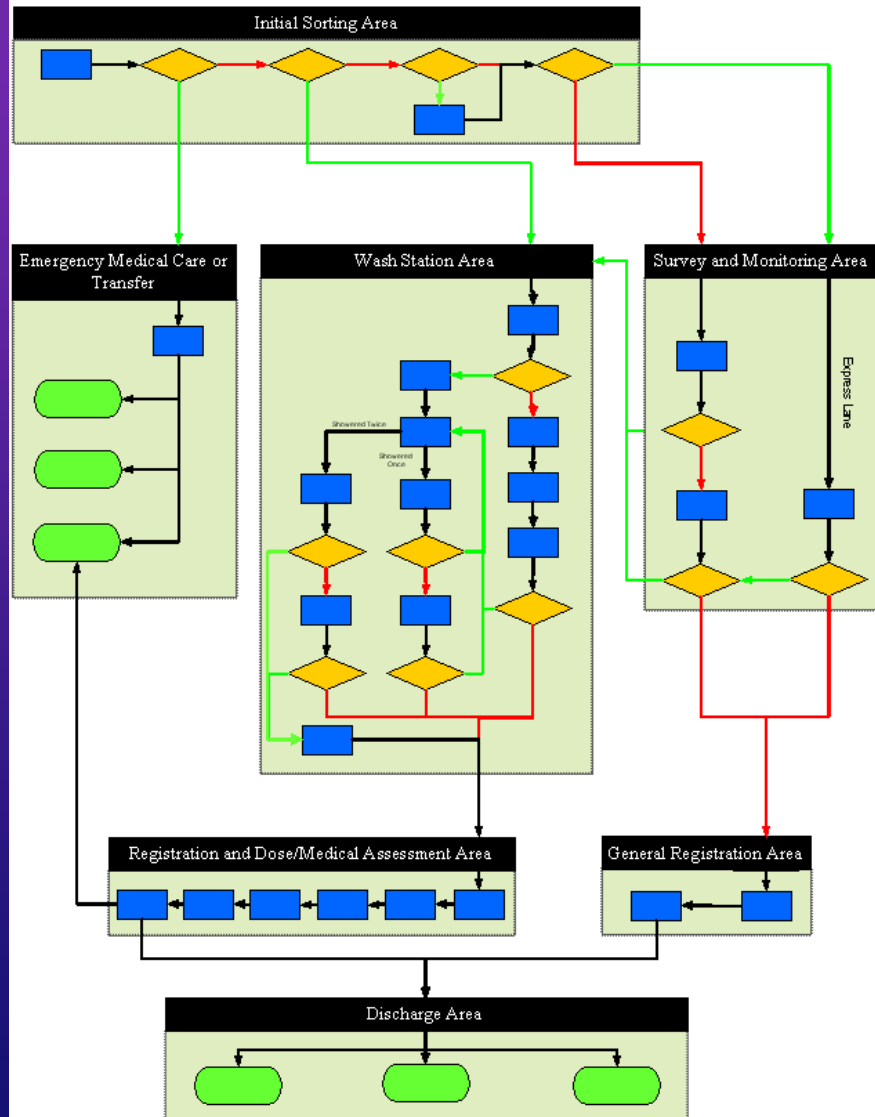 Initial Sorting Area
Emergency Medical Care or
Transfer
Wash Station Area
Survey and Monitoring Area
Express Lane
Showered Twice
Showered
Once
Registration and Dose/Medical Assessment Area
General Registration Area
Discharge Area